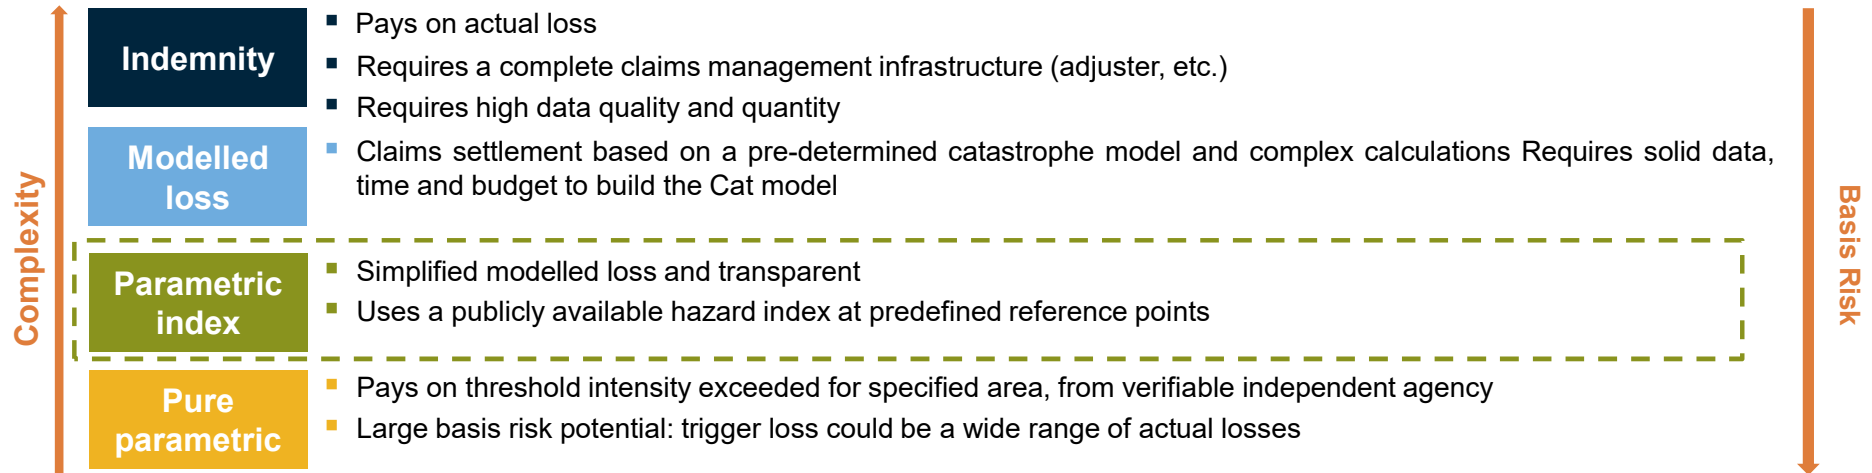 Complexity
Indemnity
Pays on actual loss
Requires a complete claims management infrastructure (adjuster, etc.)
Requires high data quality and quantity
Modelled
loss
Claims settlement based on a pre-determined catastrophe model and complex calculations Requires solid data,
time and budget to build the Cat model
Parametric
index
Simplified modelled loss and transparent
Uses a publicly available hazard index at predefined reference points
Pure
parametric
Pays on threshold intensity exceeded for specified area, from verifiable independent agency
Large basis risk potential: trigger loss could be a wide range of actual losses
Basis Risk